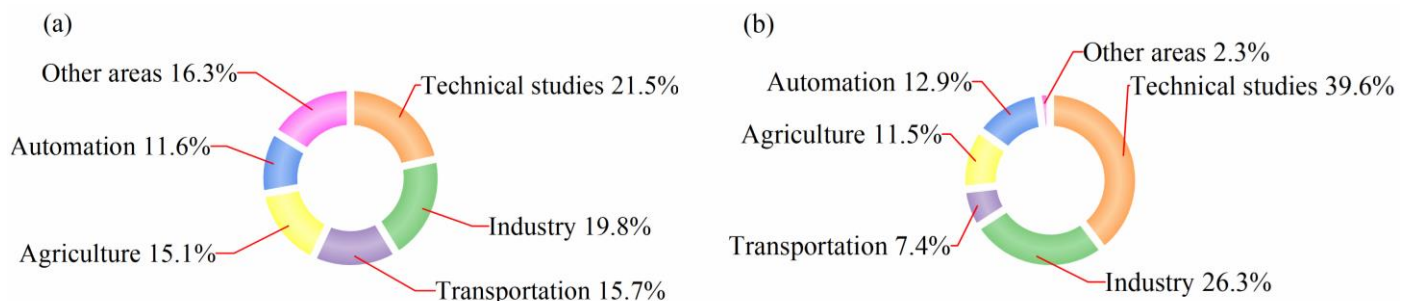 (a)
Other areas 16.3%
Technical studies 21.5%
Automation 11.6%
Industry 19.8%
Agriculture 15.1%
Transportation 15.7%
(b)
Other areas 2.3%
Automation 12.9%
Technical studies 39.6%
Agriculture 11.5%
Transportation 7.4%
Industry 26.3%